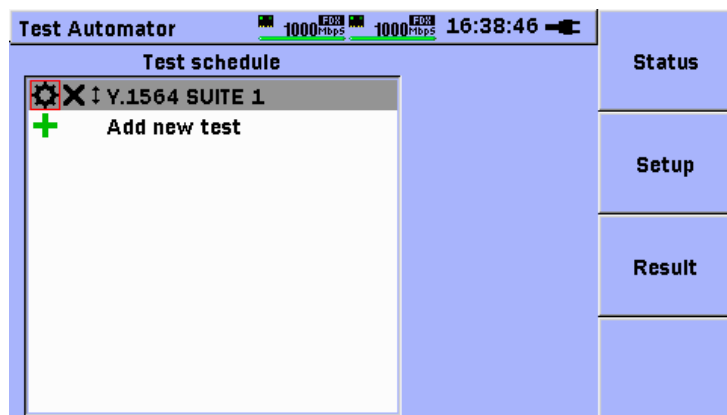 Test Automator 1000 FDX Mbps 1000 FDX Mbps 16:38:46
Test schedule
Y.1564 SUITE 1
Add new test
Status
Setup
Result